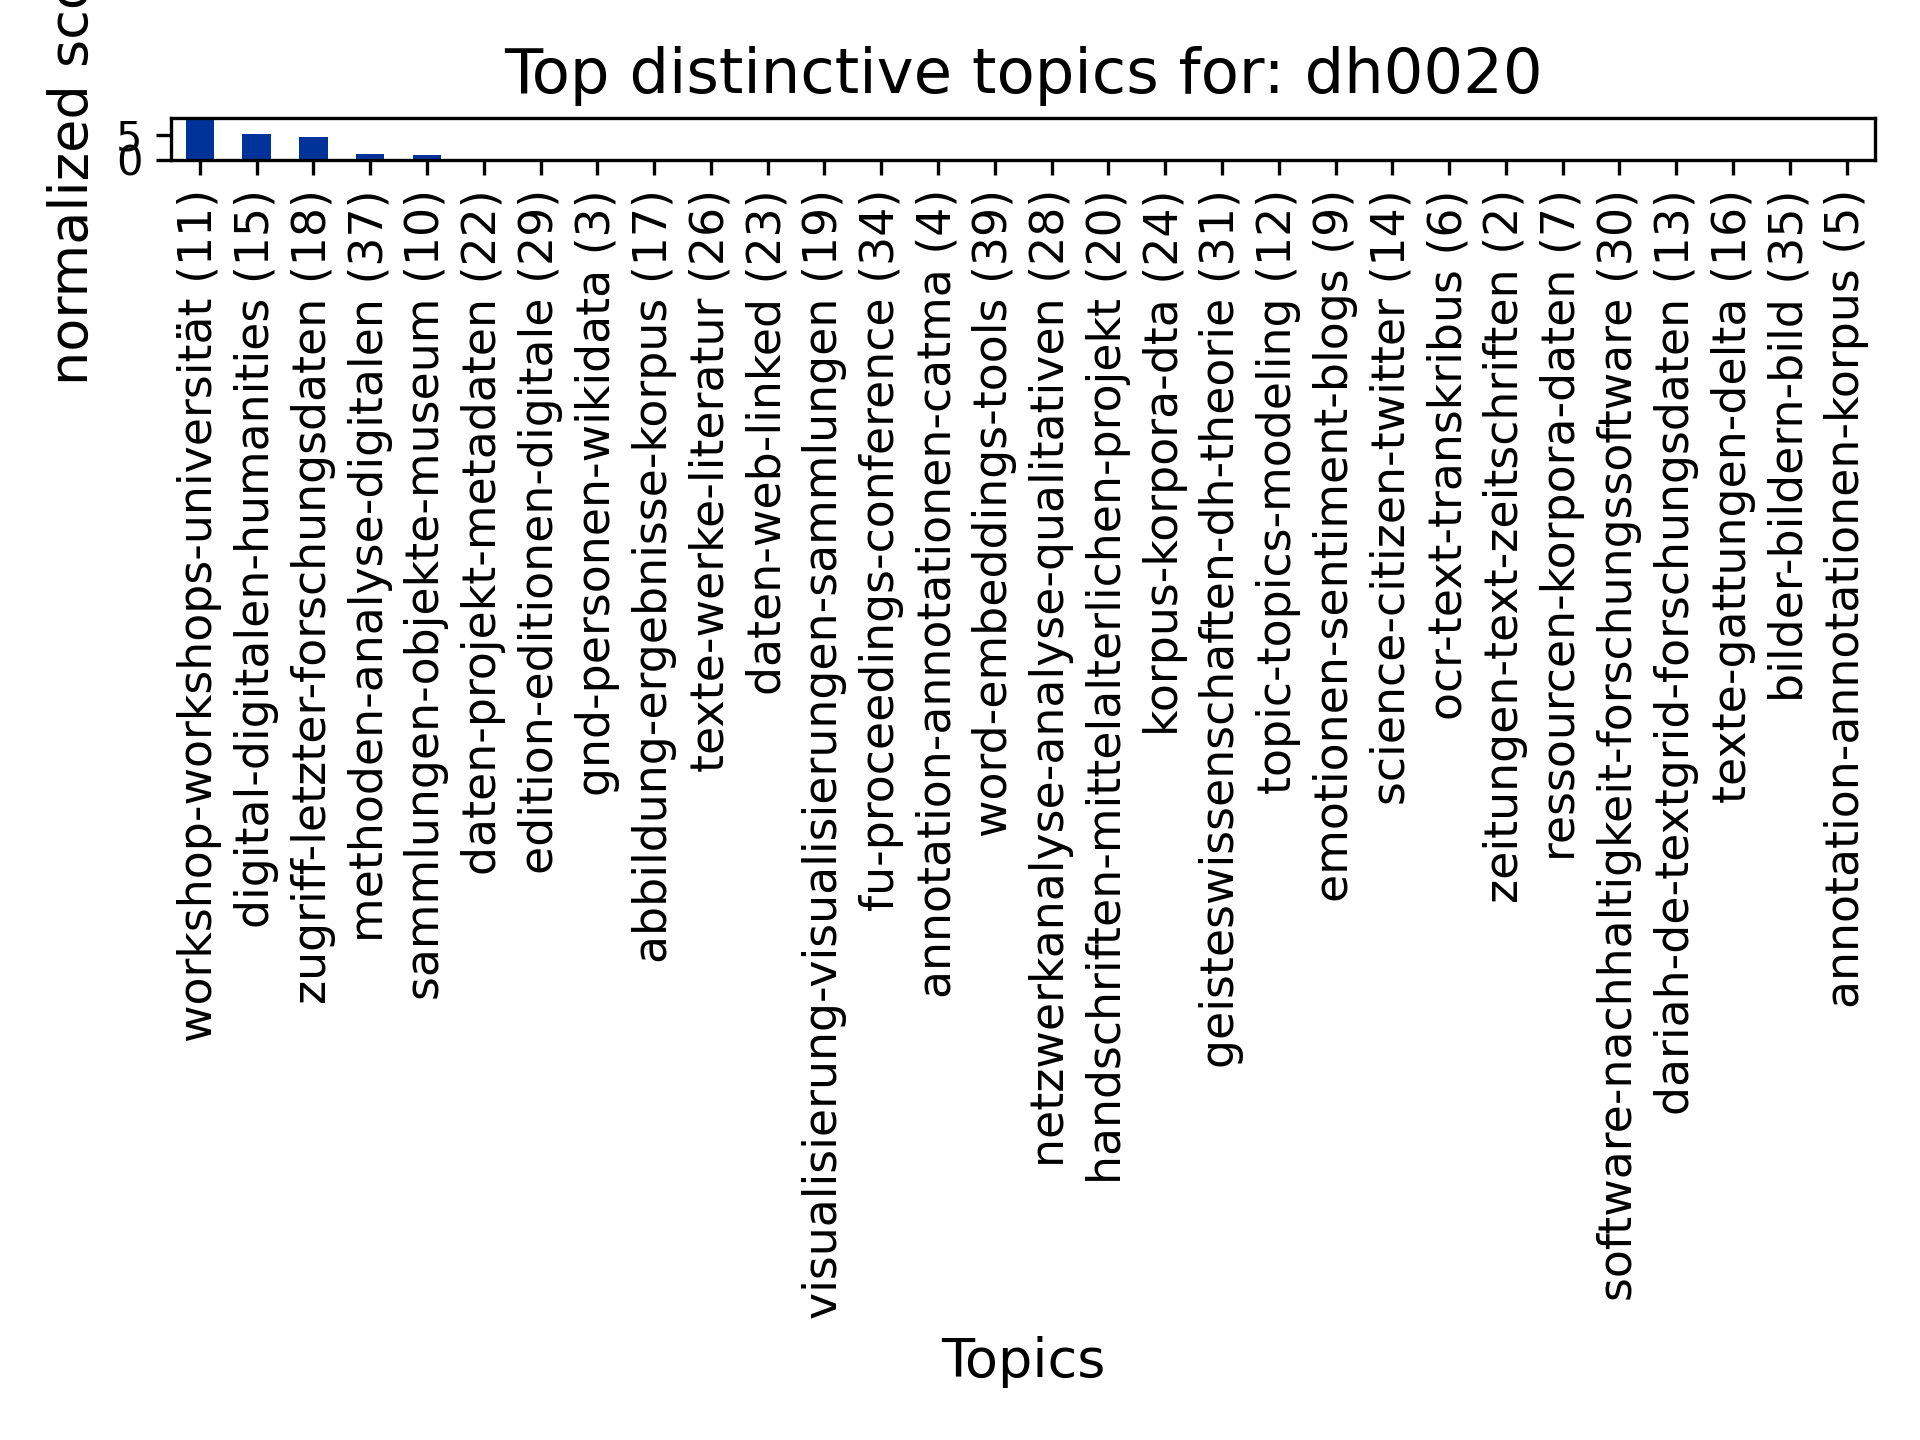 Top distinctive topics for: dh0020
normalized
5
0
workshop-workshops-universität (11)
digital-digitalen-humanities (15)
zugriff-letzter-forschungsdaten (18)
methoden-analyse-digitalen (37)
sammlungen-objekte-museum (10)
daten-projekt-metadaten (22)
edition-editionen-digitale (29)
gnd-personen-wikidata (3)
abbildung-ergebnisse-korpus (17)
texte-werke-literatur (26)
daten-web-linked (23)
visualisierung-visualisierungen-sammlungen (19)
fu-proceedings-conference (34)
annotation-annotationen-catma (4)
word-embeddings-tools (39)
netzwerkanalyse-analyse-qualitativen (28)
handschriften-mittelalterlichen-projekt (20)
korpus-korpora-dta (24)
geisteswissenschaften-dh-theorie (31)
topic-topics-modeling (12)
emotionen-sentiment-blogs (9)
science-citizen-twitter (14)
ocr-text-transkribus (6)
zeitungen-text-zeitschriften (2)
ressourcen-korpora-daten (7)
software-nachhaltigkeit-forschungssoftware (30)
dariah-de-textgrid-forschungsdaten (13)
texte-gattungen-delta (16)
bilder-bildern-bild (35)
annotation-annotationen-korpus (5)
Topics